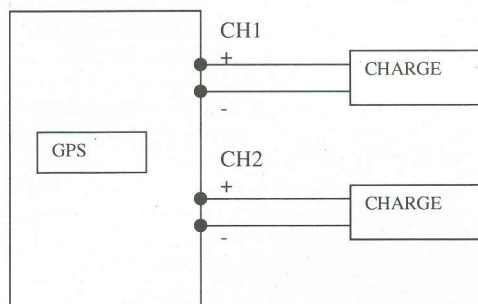 CH1
+
CHARGE
-
GPS
CH2
+
CHARGE
-